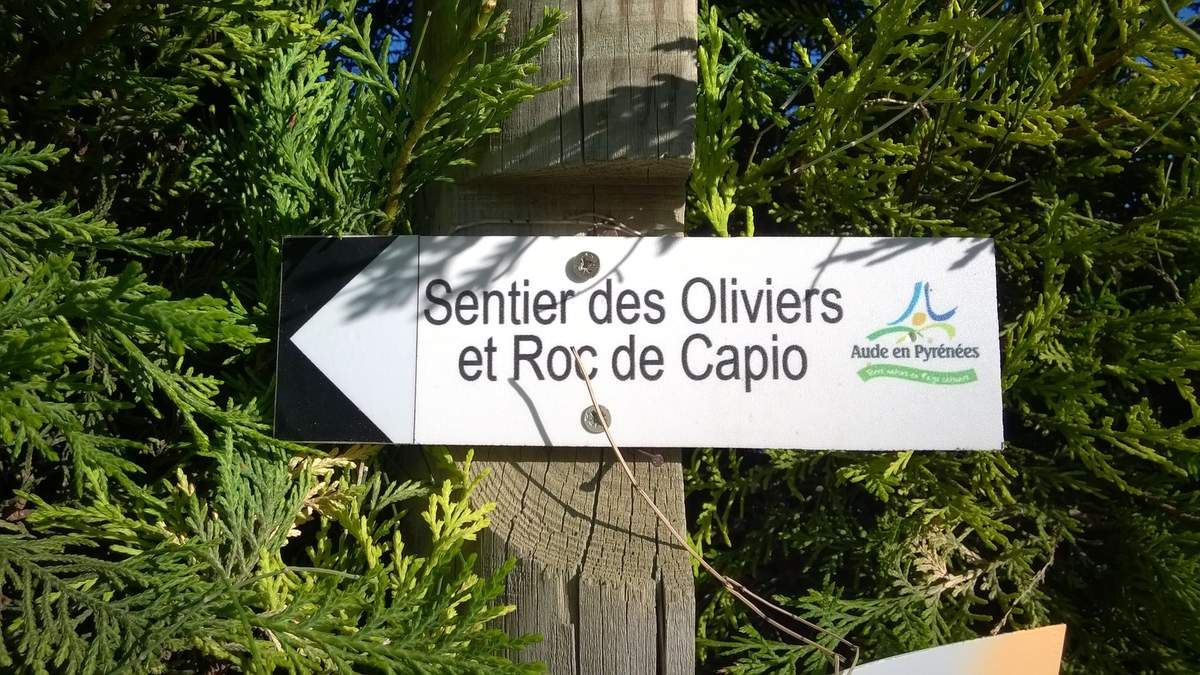 Sentier des Oliviers
et Roc de Capio
Aude en Pyrénées